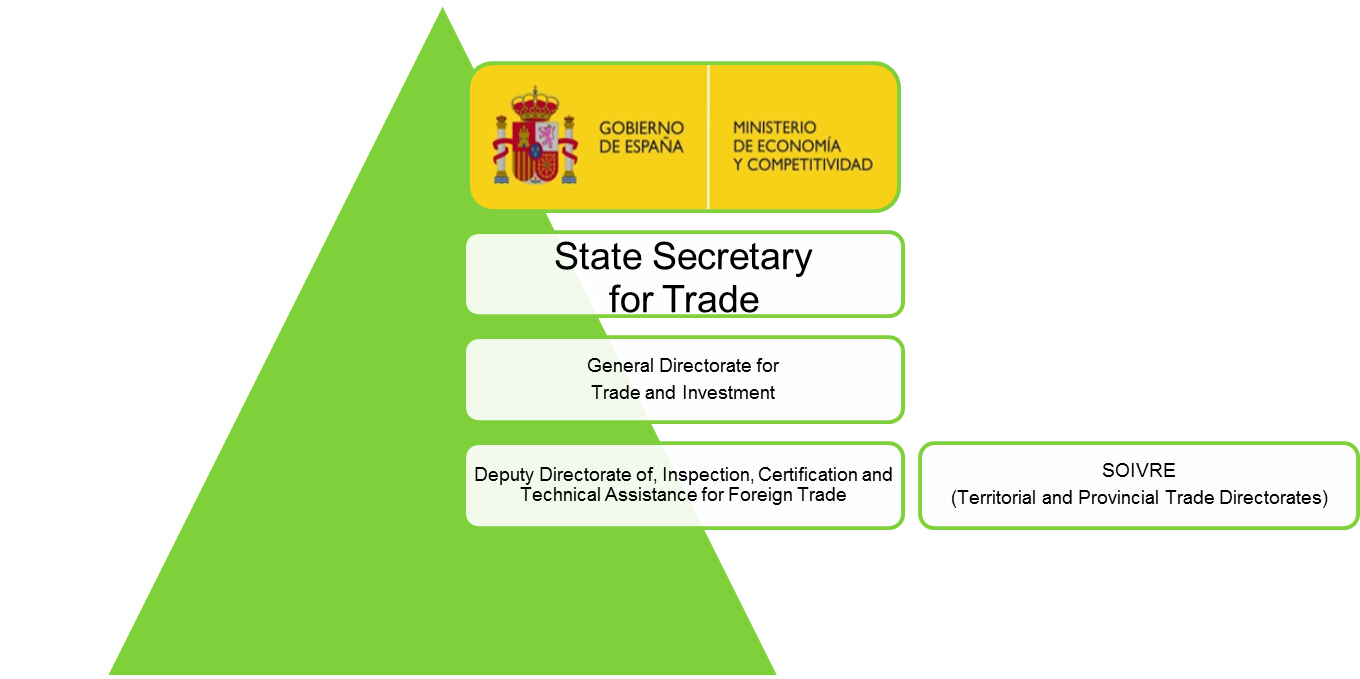 GOBIERNO
DE ESPAÑA
MINISTERIO
DE ECONOMÍA
Y COMPETITIVIDAD
State Secretary
for Trade
General Directorate for
Trade and Investment
Deputy Directorate of, Inspection, Certification and
Technical Assistance for Foreign Trade
SOIVRE
(Territorial and Provincial Trade Directorates)